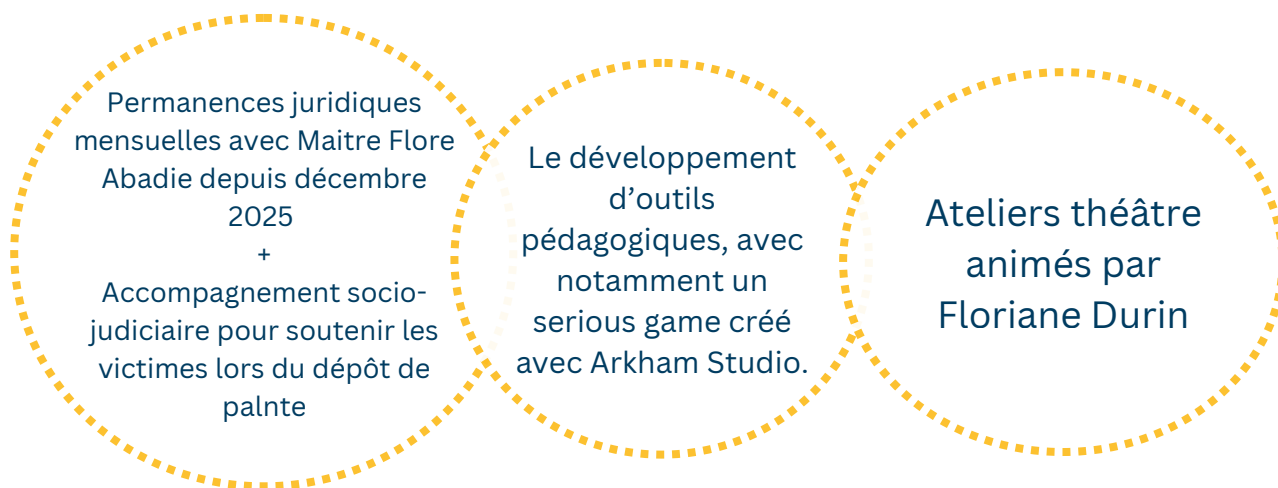 Permanences juridiques
mensuelles avec Maitre Flore
Abadie depuis décembre
2025
+
Accompagnement socio-
judiciaire pour soutenir les
victimes lors du dépôt de
palnte
Le développement
d’outils
pédagogiques, avec
notamment un
serious game créé
avec Arkham Studio.
Ateliers théâtre
animés par
Floriane Durin